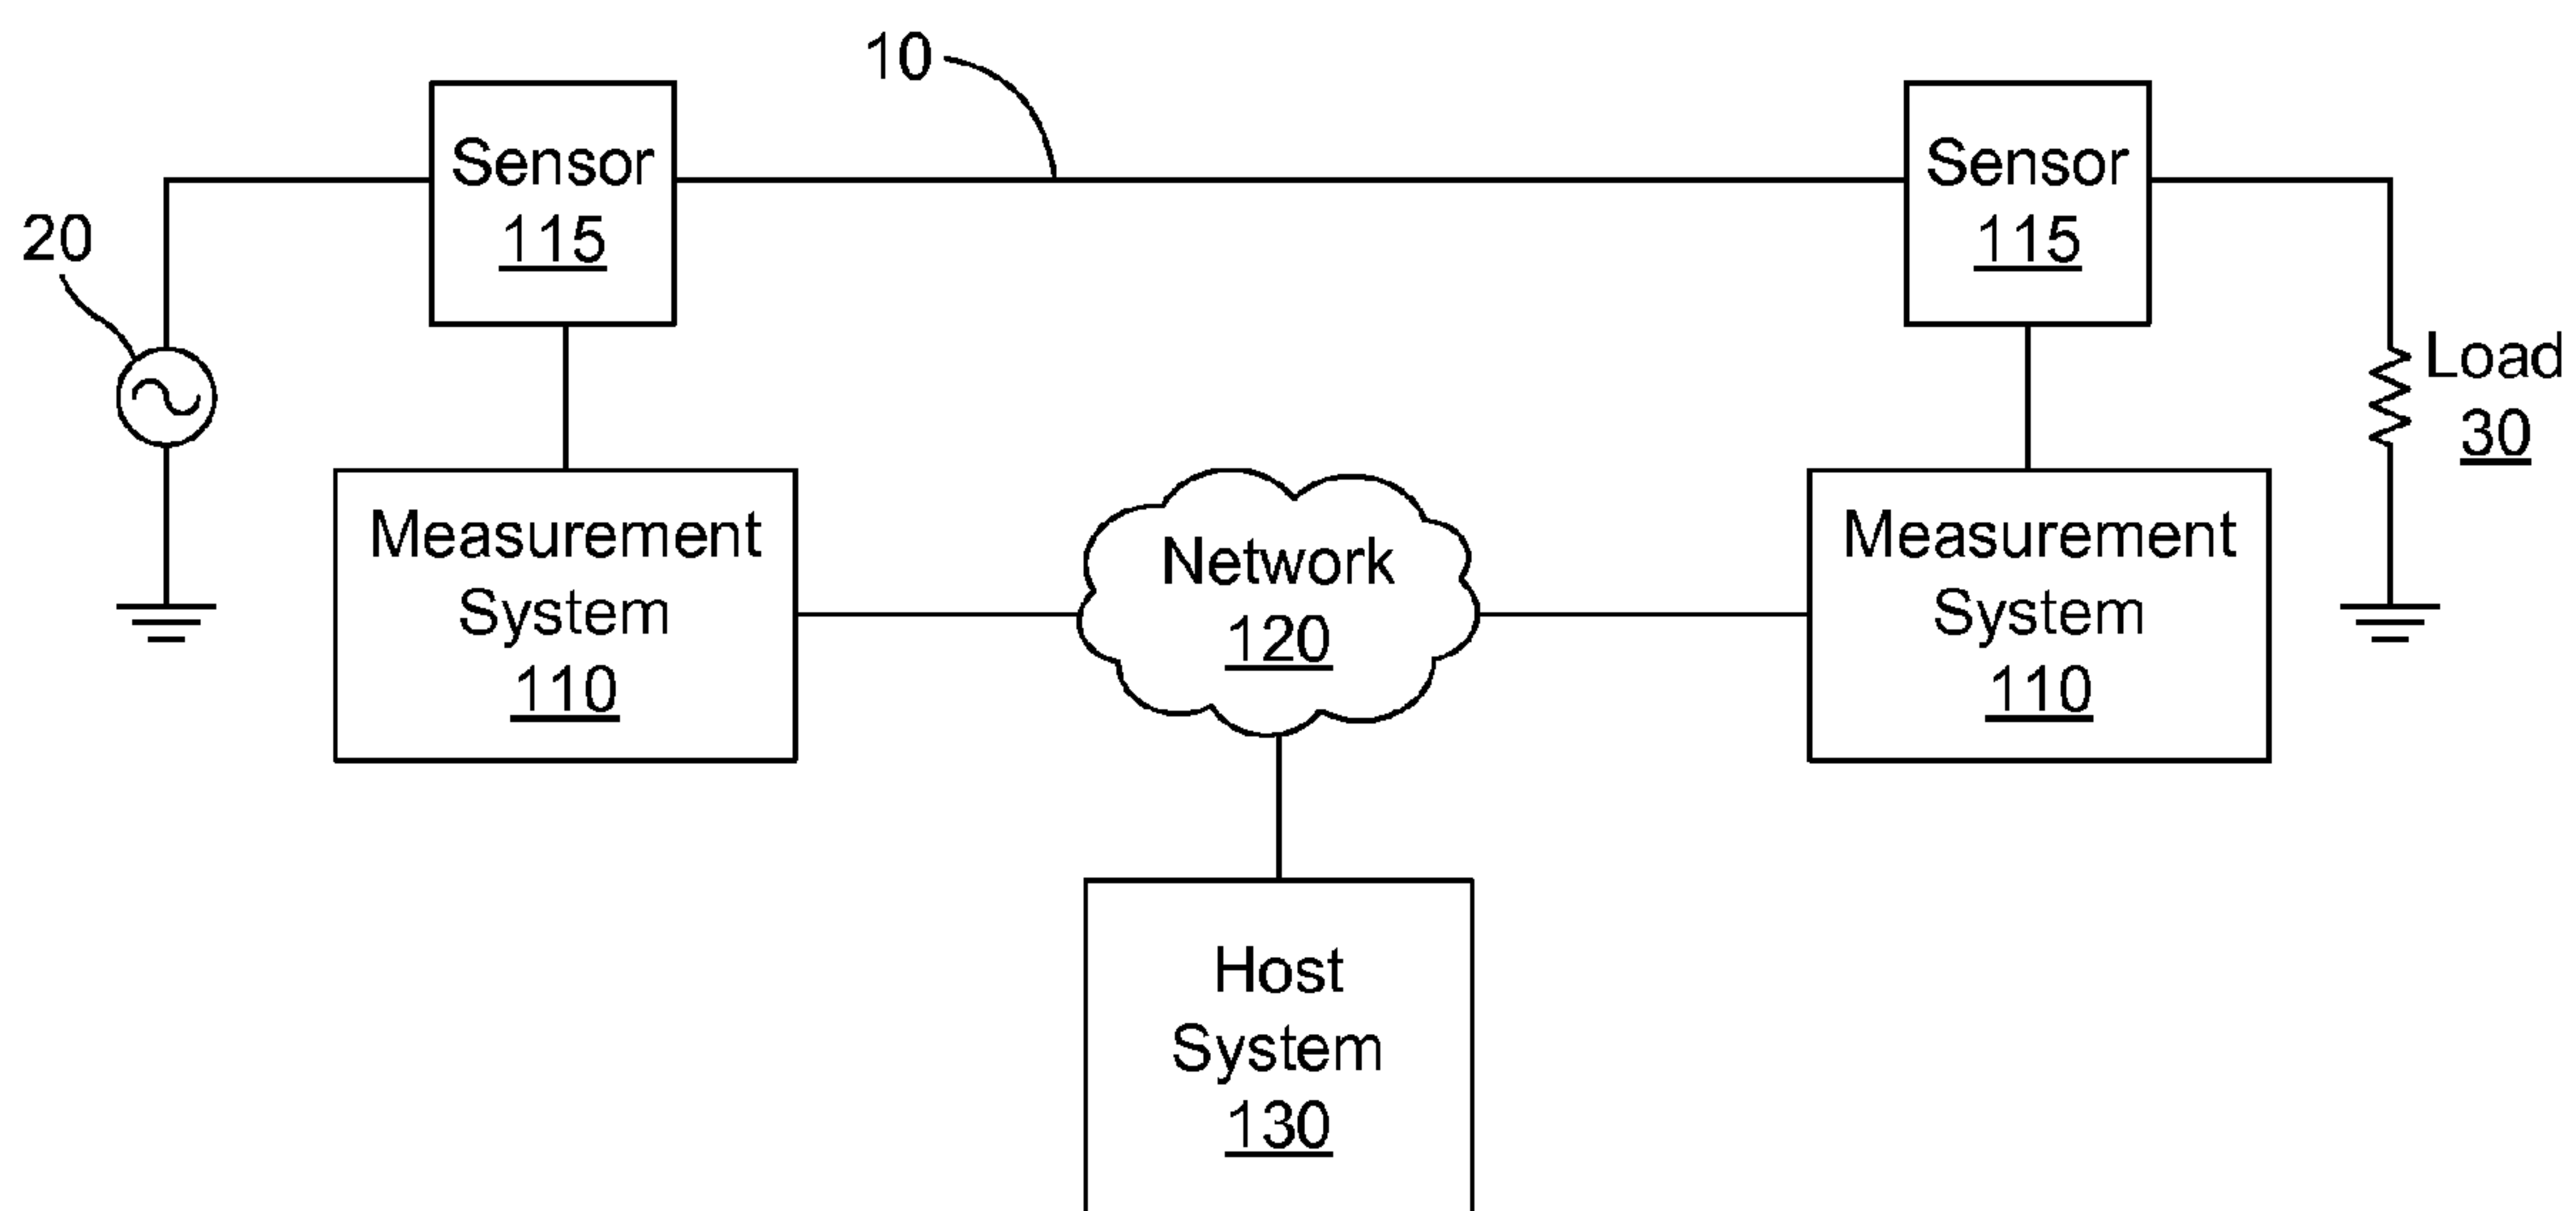 10
Sensor
115
Sensor
115
20
Load
30
Measurement
System
110
Network
120
Measurement
System
110
Host
System
130